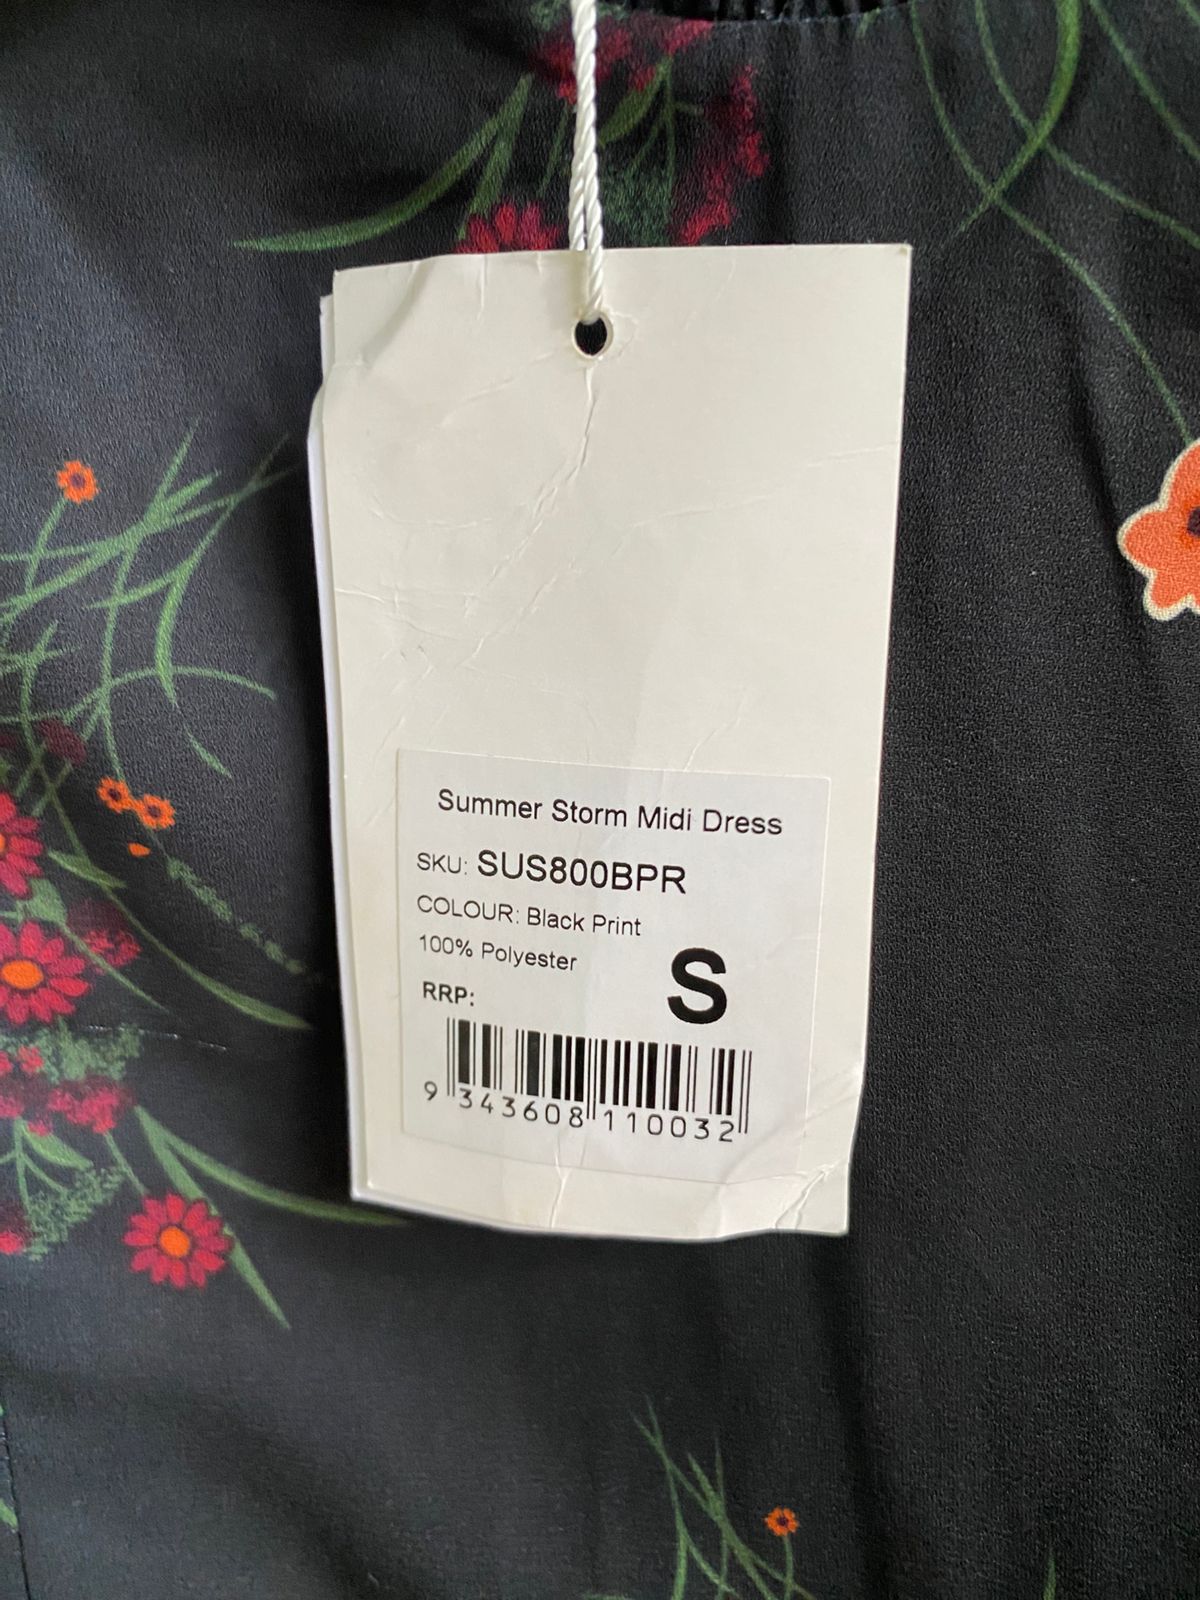 Summer Storm Midi Dress
SKU: SUS800BPR
COLOUR: Black Print
100% Polyester
S
RRP:
9 343608 110032